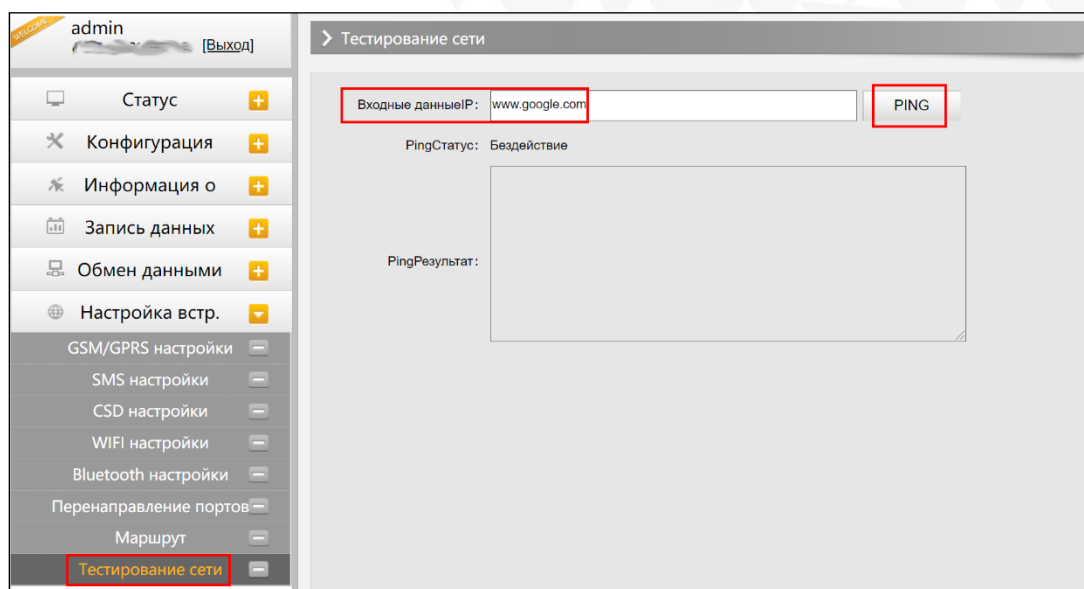 WELCOME
admin
[Выход]
Статус
Конфигурация
Информация о
Запись данных
Обмен данными
Настройка встр.
GSM/GPRS настройки
SMS настройки
CSD настройки
WIFI настройки
Bluetooth настройки
Перенаправление портов
Маршрут
Тестирование сети
Тестирование сети
Входные данныеIP: www.google.com PING
PingСтатус: Бездействие
PingРезультат: